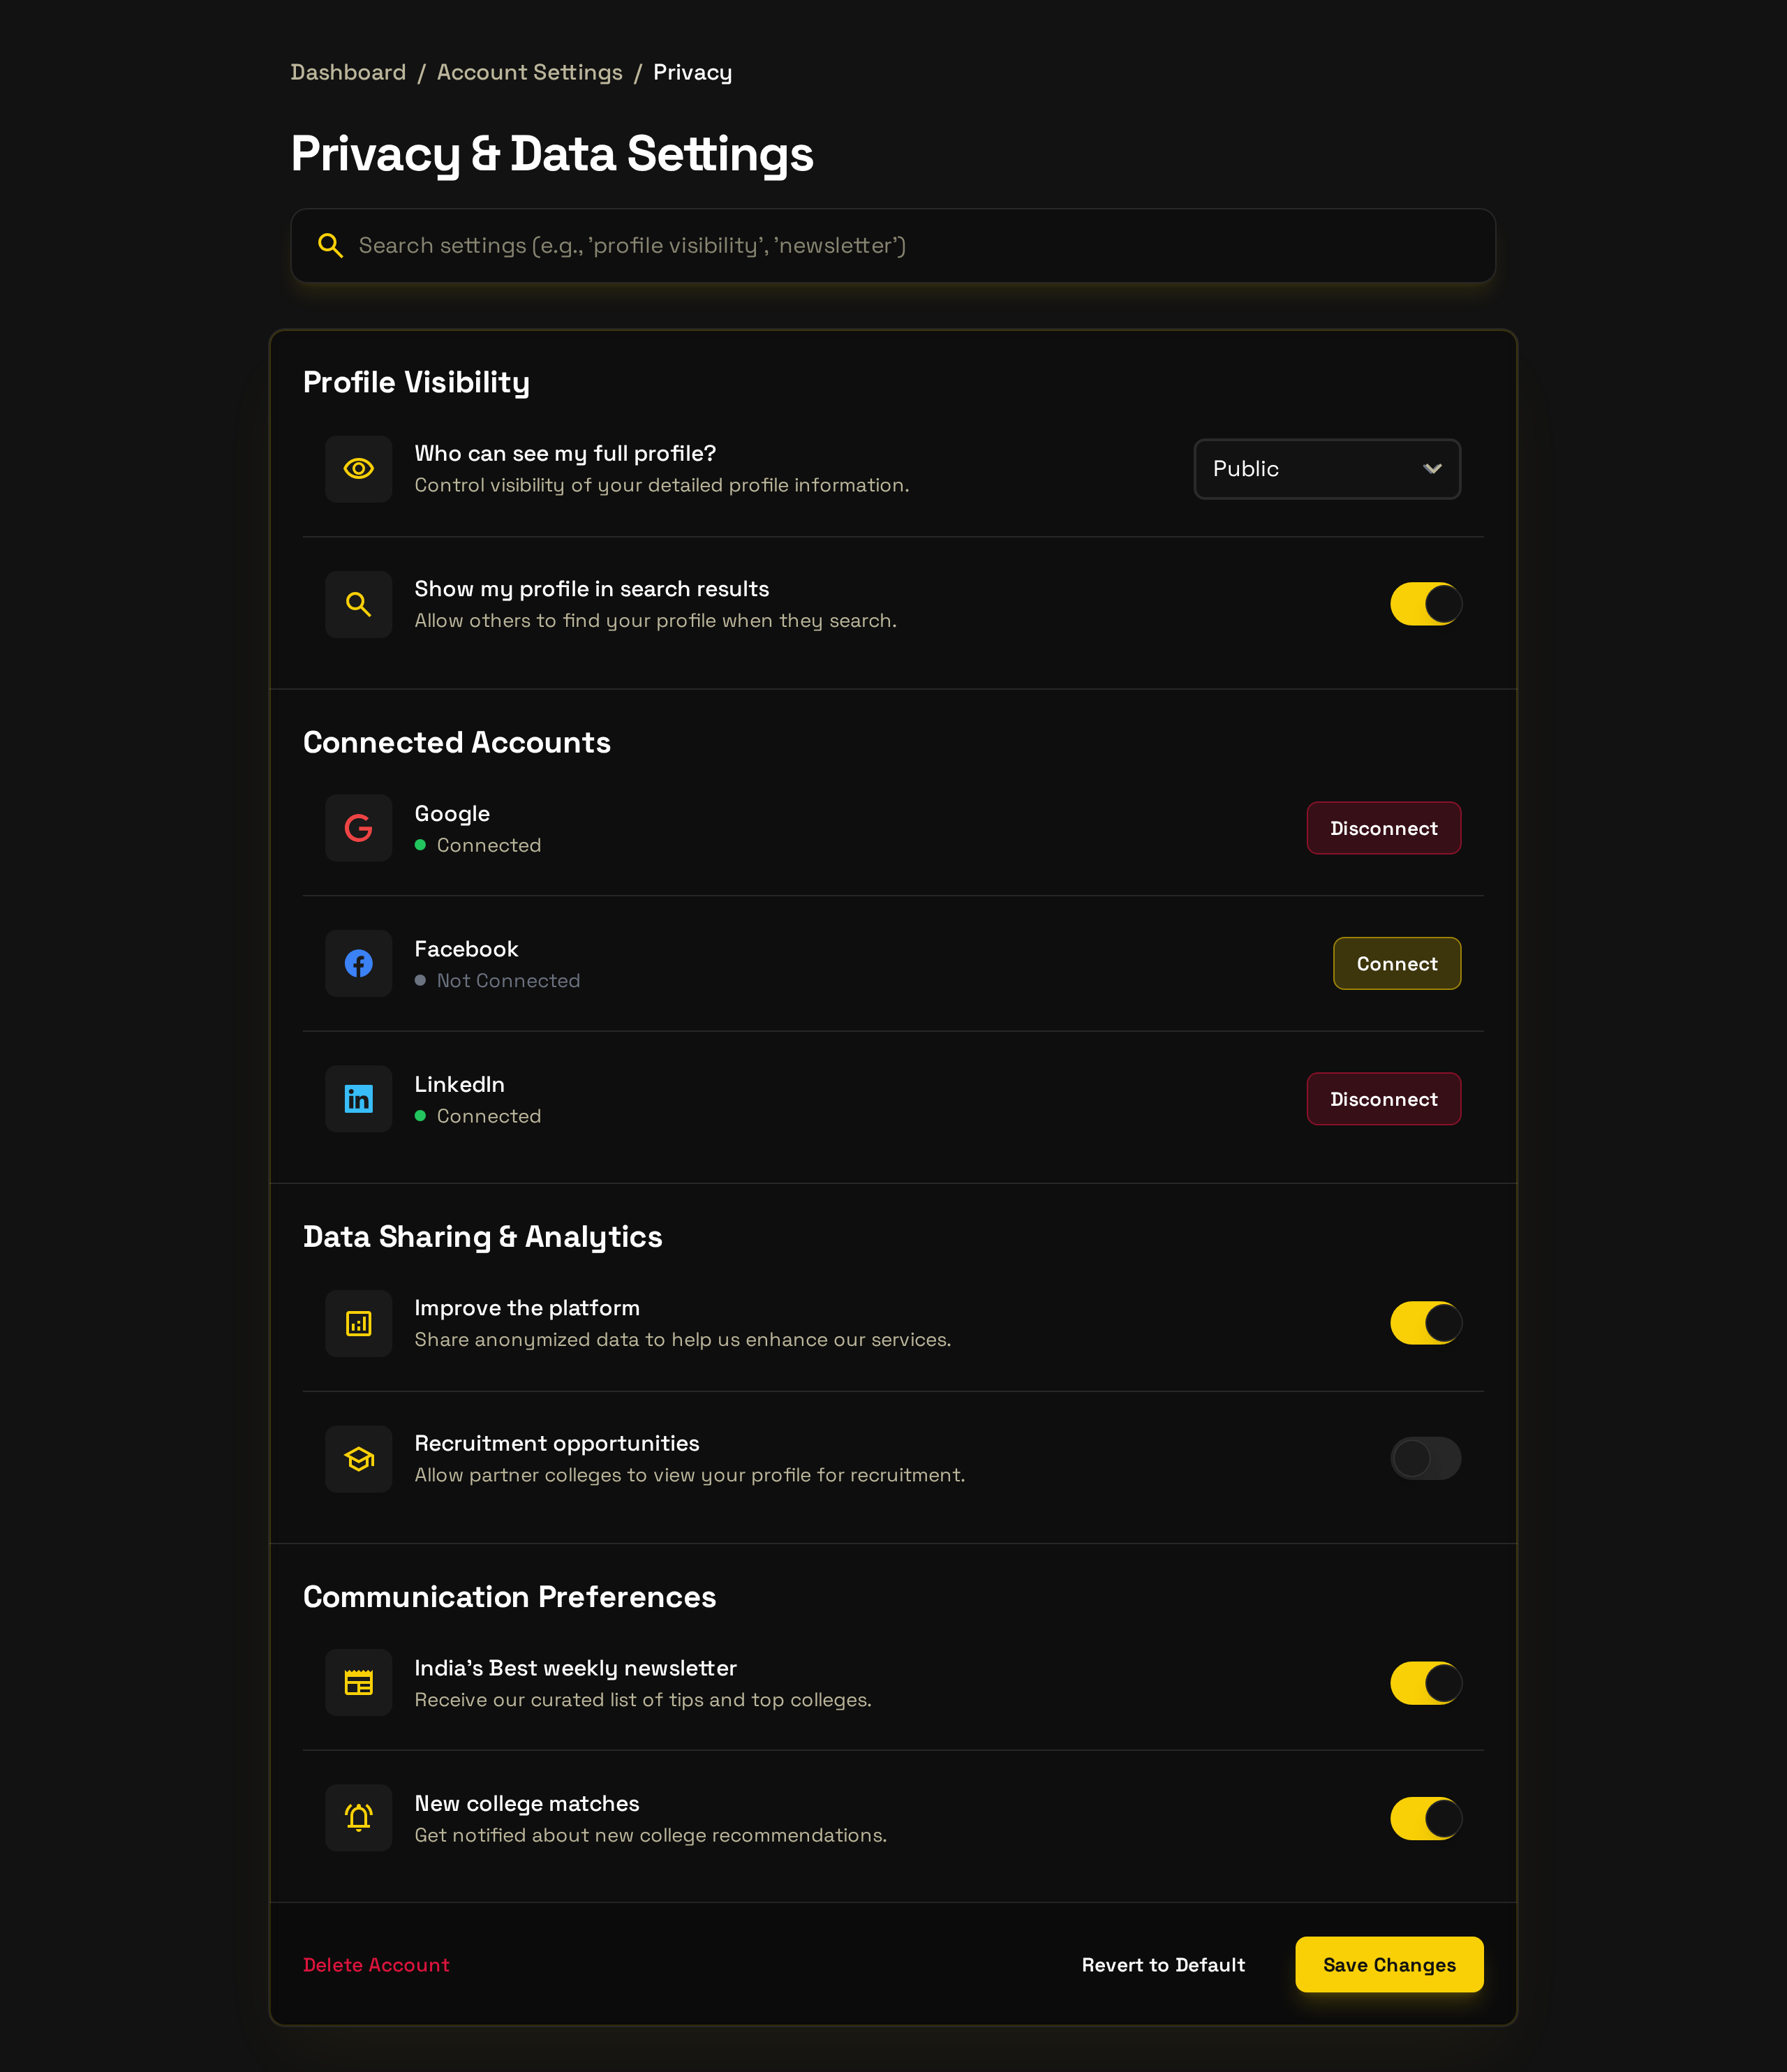 Dashboard / Account Settings / Privacy
Privacy & Data Settings
Search settings (e.g., 'profile visibility', 'newsletter')
Profile Visibility
Who can see my full profile?
Control visibility of your detailed profile information.
Public
Show my profile in search results
Allow others to find your profile when they search.
Connected Accounts
Google
Connected
Disconnect
Facebook
Not Connected
Connect
LinkedIn
Connected
Disconnect
Data Sharing & Analytics
Improve the platform
Share anonymized data to help us enhance our services.
Recruitment opportunities
Allow partner colleges to view your profile for recruitment.
Communication Preferences
India's Best weekly newsletter
Receive our curated list of tips and top colleges.
New college matches
Get notified about new college recommendations.
Delete Account
Revert to Default
Save Changes